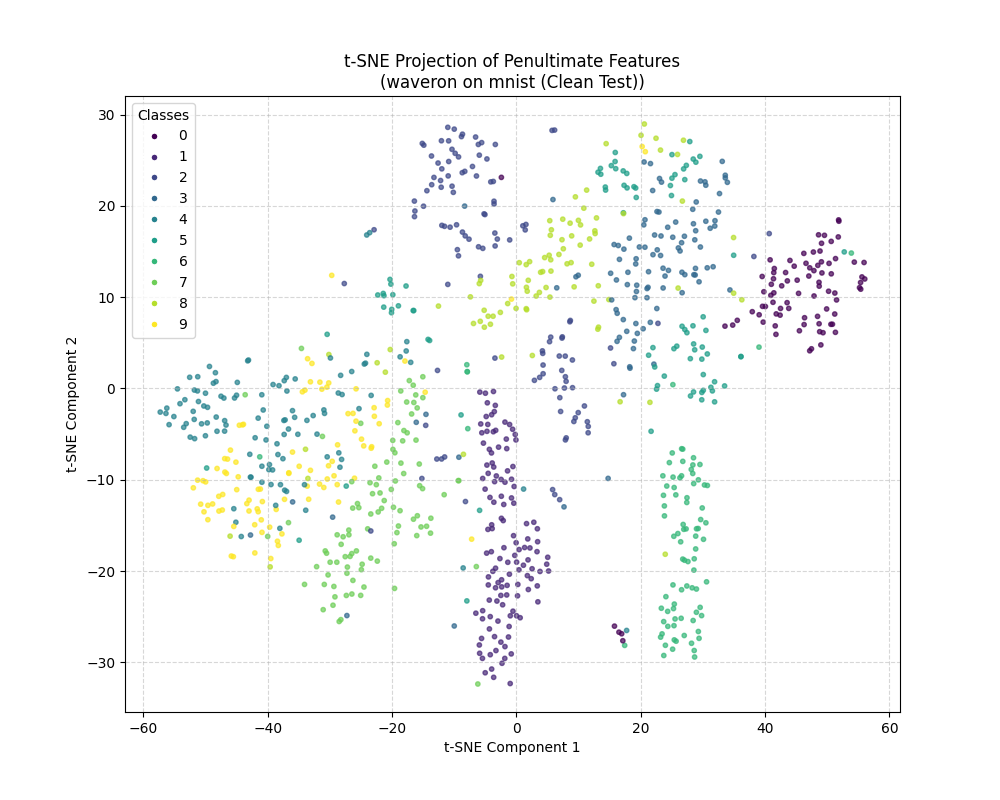 t-SNE Projection of Penultimate Features
(waveron on mnist (Clean Test))
Classes
0
1
2
3
4
5
6
7
8
9
30
20
10
0
−10
−20
−30
t-SNE Component 2
−60 −40 −20 0 20 40 60
t-SNE Component 1